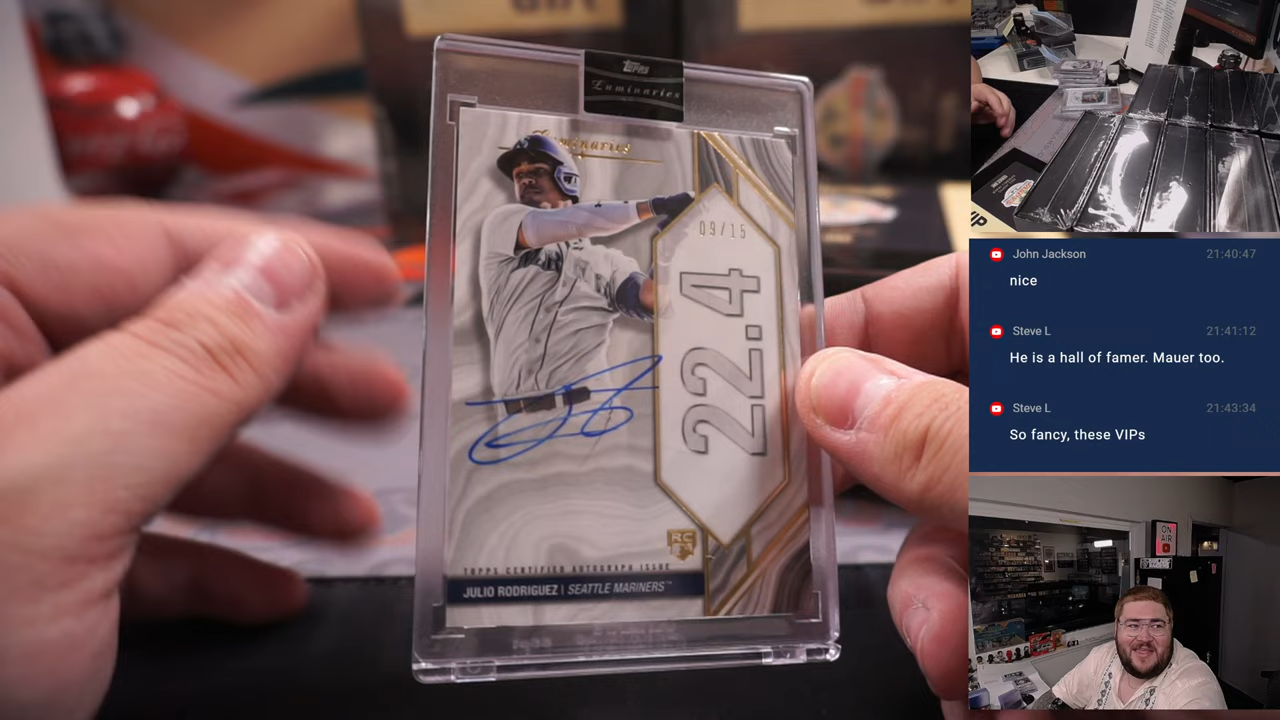 Topps
Luminaries
Luminaries
09/15
22.4
RC
TOPPS CERTIFIED AUTOGRAPH ISSUE
JULIO RODRIGUEZ | SEATTLE MARINERS™
John Jackson 21:40:47
nice
Steve L 21:41:12
He is a hall of famer. Mauer too.
Steve L 21:43:34
So fancy, these VIPs
ON
AIR